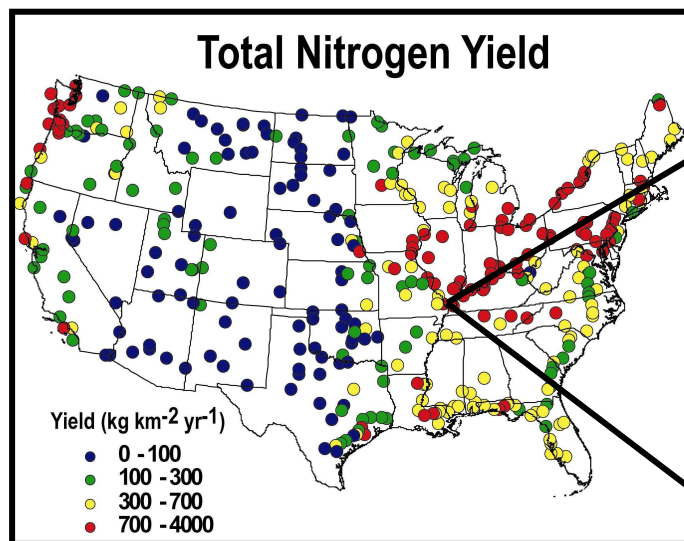 Total Nitrogen Yield
Yield (kg km-2 yr-1)
0 - 100
100 - 300
300 - 700
700 - 4000